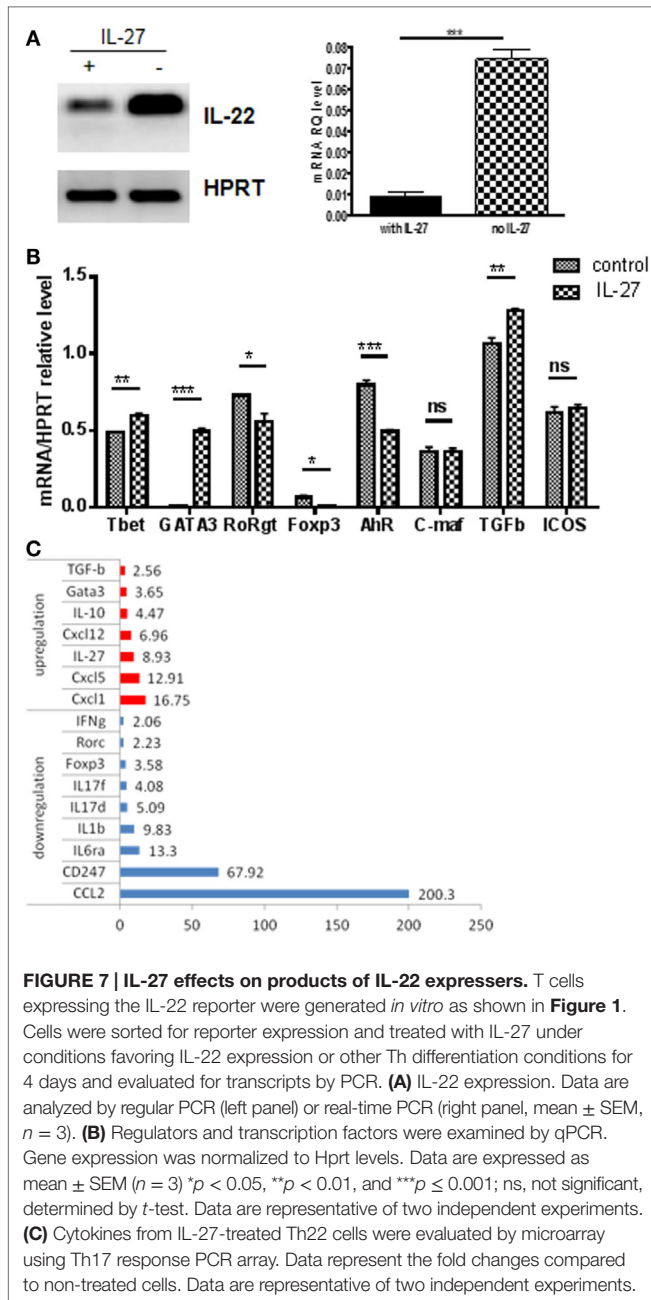 A
IL-27
+ -
IL-22
HPRT
***
mRNA RQ level
0.08
0.07
0.06
0.05
0.04
0.03
0.02
0.01
0.00
with IL-27 no IL-27
B
mRNA/HPRT relative level
1.5
1.0
0.5
0.0
control
IL-27
** *** * * *** ns ** ns
Tbet GATA3 RoRgt Foxp3 AhR C-maf TGFb ICOS
C
upregulation
TGF-b 2.56
Gata3 3.65
IL-10 4.47
Cxcl12 6.96
IL-27 8.93
Cxcl5 12.91
Cxcl1 16.75
downregulation
IFNg 2.06
Rorc 2.23
Foxp3 3.58
IL17f 4.08
IL17d 5.09
IL1b 9.83
IL6ra 13.3
CD247 67.92
CCL2 200.3
0 50 100 150 200 250
FIGURE 7 | IL-27 effects on products of IL-22 expressers. T cells
expressing the IL-22 reporter were generated in vitro as shown in Figure 1.
Cells were sorted for reporter expression and treated with IL-27 under
conditions favoring IL-22 expression or other Th differentiation conditions for
4 days and evaluated for transcripts by PCR. (A) IL-22 expression. Data are
analyzed by regular PCR (left panel) or real-time PCR (right panel, mean ± SEM,
n = 3). (B) Regulators and transcription factors were examined by qPCR.
Gene expression was normalized to Hprt levels. Data are expressed as
mean ± SEM (n = 3) *p < 0.05, **p < 0.01, and ***p ≤ 0.001; ns, not significant,
determined by t-test. Data are representative of two independent experiments.
(C) Cytokines from IL-27-treated Th22 cells were evaluated by microarray
using Th17 response PCR array. Data represent the fold changes compared
to non-treated cells. Data are representative of two independent experiments.